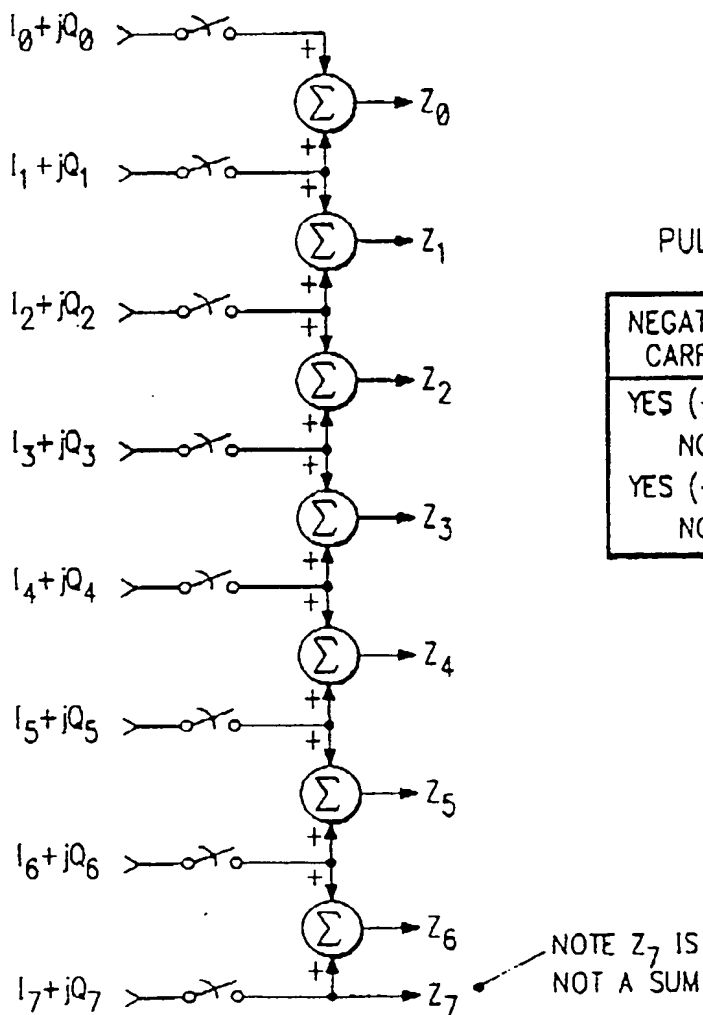 I₀+jQ₀
+
Σ
Z₀
+
I₁+jQ₁
+
Σ
Z₁
+
I₂+jQ₂
+
Σ
Z₂
+
I₃+jQ₃
+
Σ
Z₃
+
I₄+jQ₄
+
Σ
Z₄
+
I₅+jQ₅
+
Σ
Z₅
+
I₆+jQ₆
+
Σ
Z₆
+
I₇+jQ₇
Z₇
NOTE Z₇ IS
NOT A SUM
PUL
NEGAT
CARR
YES (-
NO
YES (-
NO